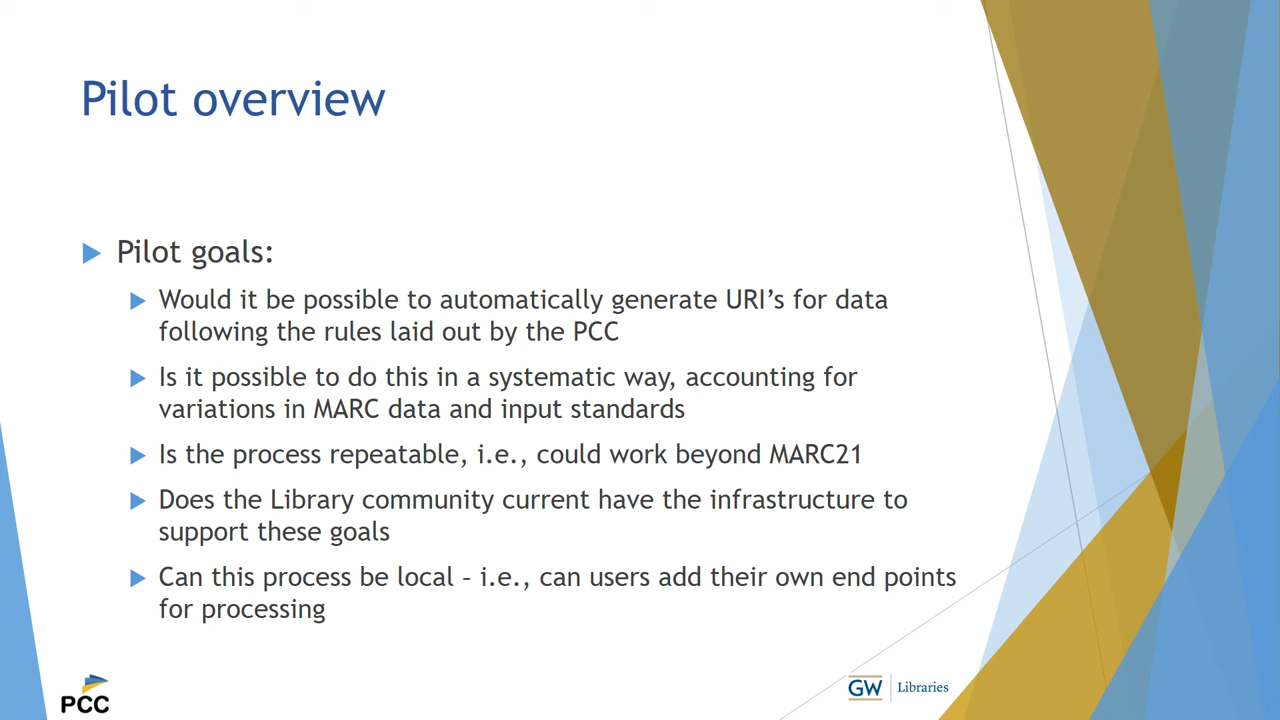 Pilot overview
Pilot goals:
Would it be possible to automatically generate URI’s for data
following the rules laid out by the PCC
Is it possible to do this in a systematic way, accounting for
variations in MARC data and input standards
Is the process repeatable, i.e., could work beyond MARC21
Does the Library community current have the infrastructure to
support these goals
Can this process be local – i.e., can users add their own end points
for processing
PCC
GW Libraries